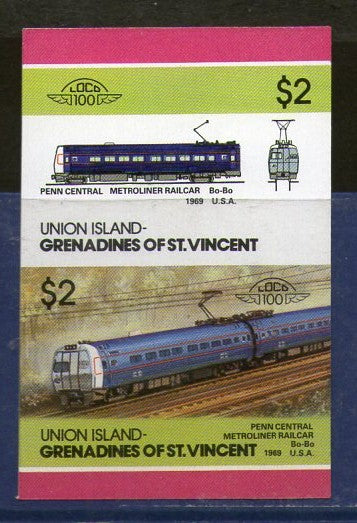 LOCO
100
$2
PENN CENTRAL METROLINER RAILCAR Bo-Bo
1969 U.S.A.
UNION ISLAND-
GRENADINES OF ST. VINCENT
$2
LOCO
100
PENN CENTRAL
METROLINER RAILCAR
Bo-Bo
1969 U.S.A.
UNION ISLAND-
GRENADINES OF ST. VINCENT